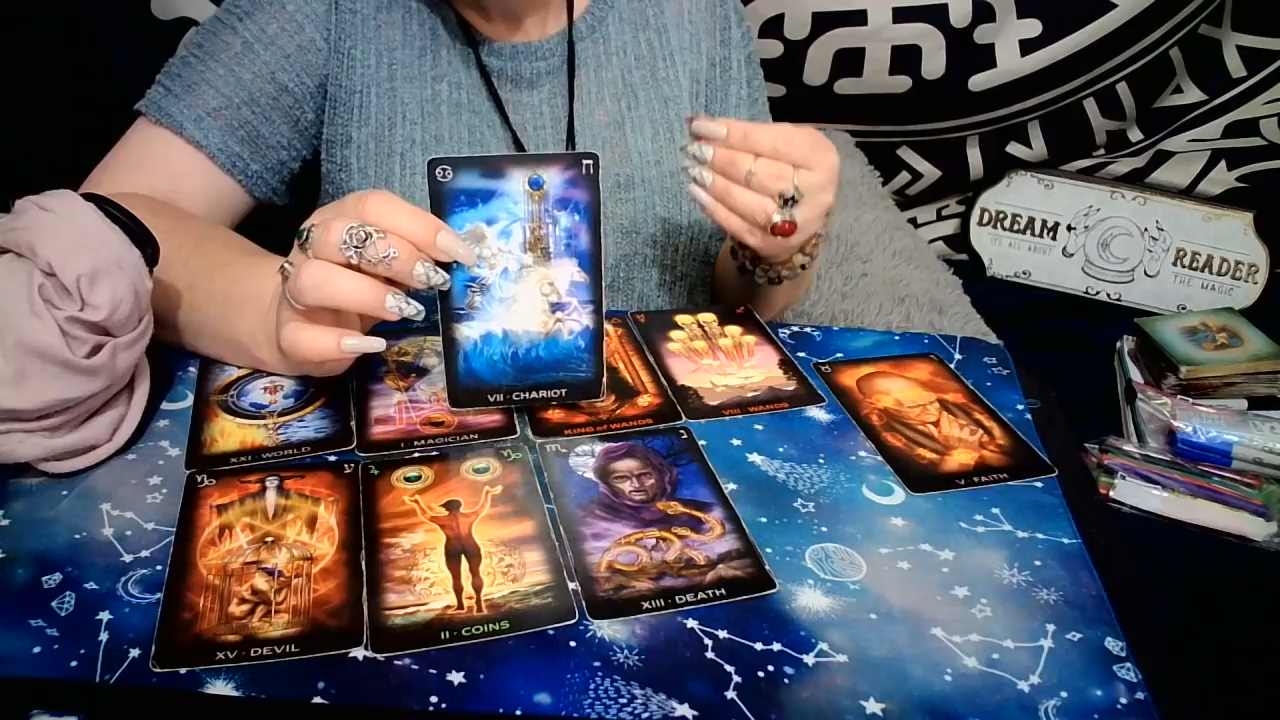 VII · CHARIOT
DREAM
READER
IT'S ALL ABOUT
THE MAGIC
XXI · WORLD
I · MAGICIAN
KING of WANDS
VIII · WANDS
V · FAITH
XV · DEVIL
II · COINS
XIII · DEATH